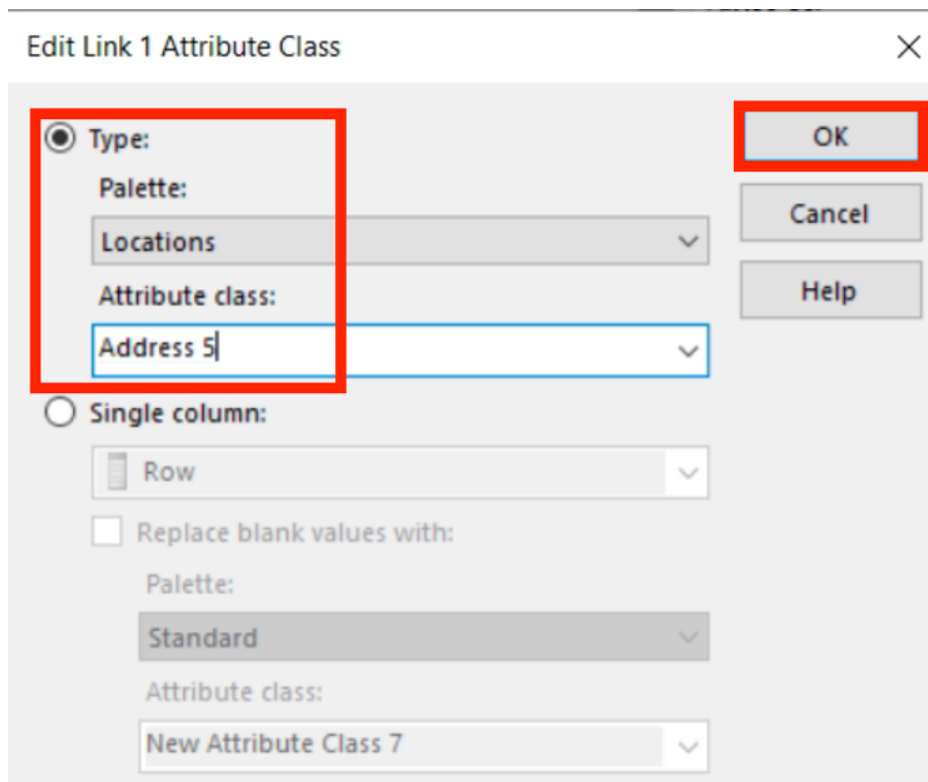 Edit Link 1 Attribute Class
Type:
OK
Palette:
Locations
Cancel
Attribute class:
Help
Address 5
Single column:
Row
Replace blank values with:
Palette:
Standard
Attribute class:
New Attribute Class 7